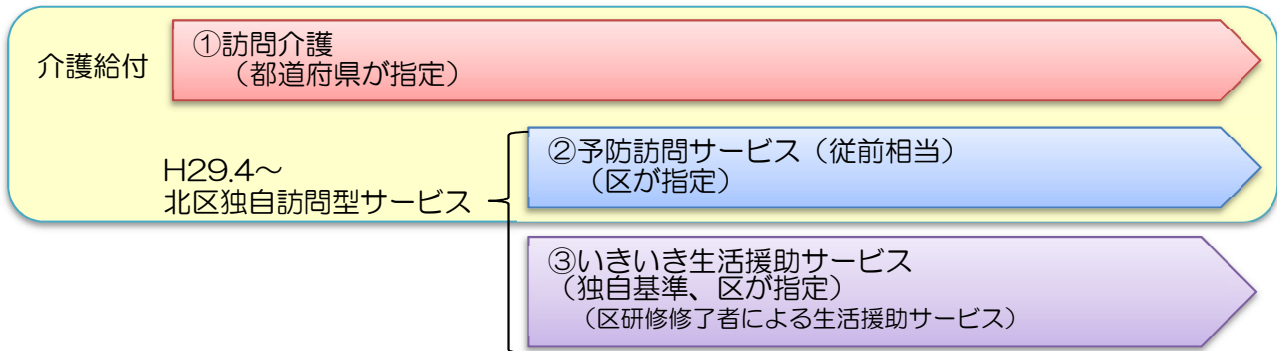 介護給付
①訪問介護
（都道府県が指定）
H29.4～
北区独自訪問型サービス
②予防訪問サービス（従前相当）
（区が指定）
③いきいき生活援助サービス
（独自基準、区が指定）
（区研修修了者による生活援助サービス）